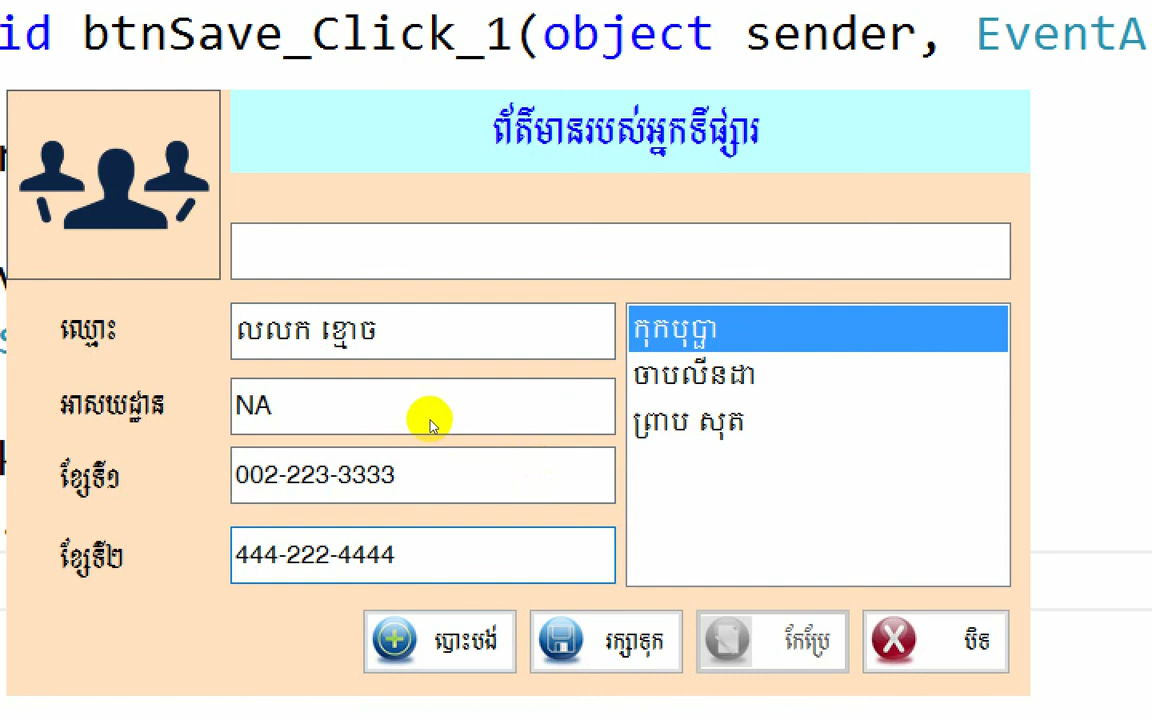 id btnSave_Click_1(object sender, EventA
ព័ត៌មានរបស់អ្នកទីផ្សារ
ឈ្មោះ
លលក ខ្មោច
កុកបុប្ផា
ចាបលីនដា
ព្រាប សុត
អាសយដ្ឋាន
NA
ខ្សែទី១
002-223-3333
ខ្សែទី២
444-222-4444
បោះបង់
រក្សាទុក
កែប្រែ
បិទ